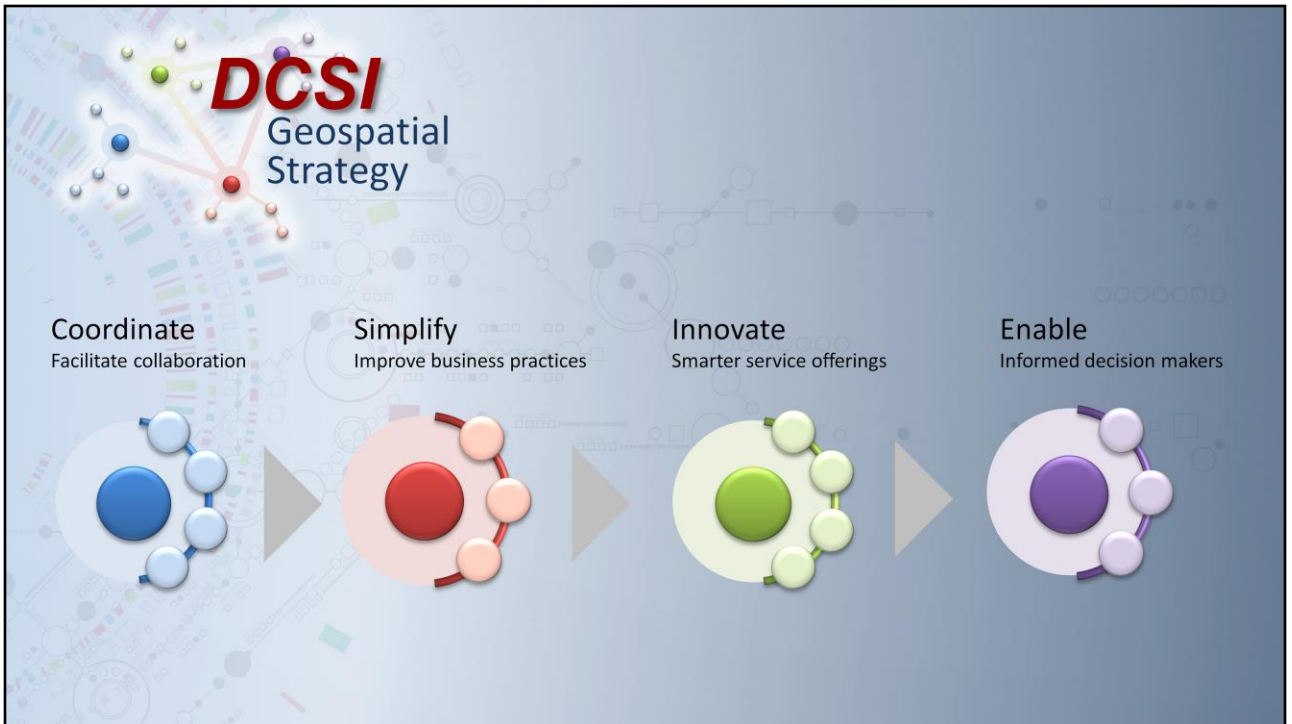 DCSI
Geospatial
Strategy
Coordinate
Facilitate collaboration
Simplify
Improve business practices
Innovate
Smarter service offerings
Enable
Informed decision makers